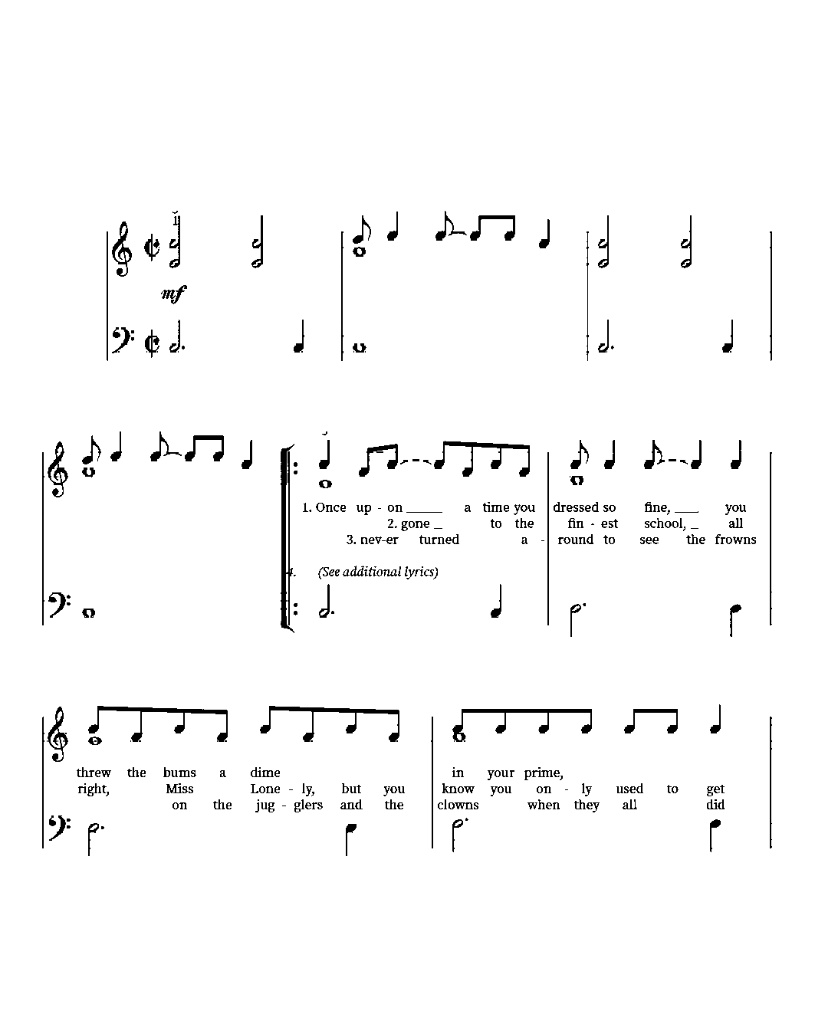 mf
1. Once up - on _____ a time you dressed so fine, ____ you
2. gone _ to the fin - est school, _ all
3. nev-er turned a - round to see the frowns
4. (See additional lyrics)
threw the bums a dime in your prime,
right, Miss Lone - ly, but you know you on - ly used to get
on the jug - glers and the clowns when they all did